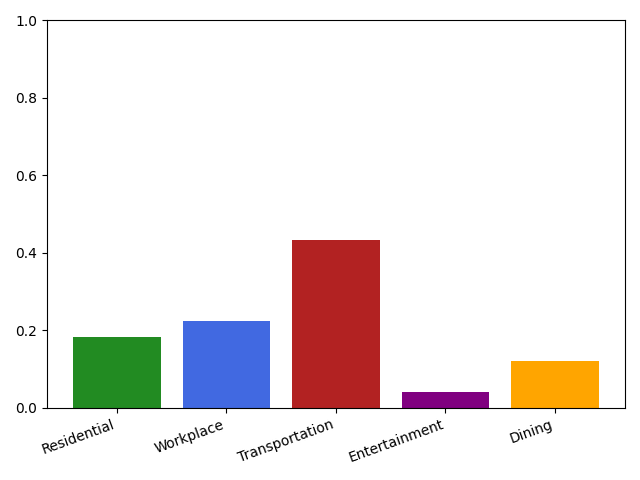 1.0
0.8
0.6
0.4
0.2
0.0
Residential
Workplace
Transportation
Entertainment
Dining